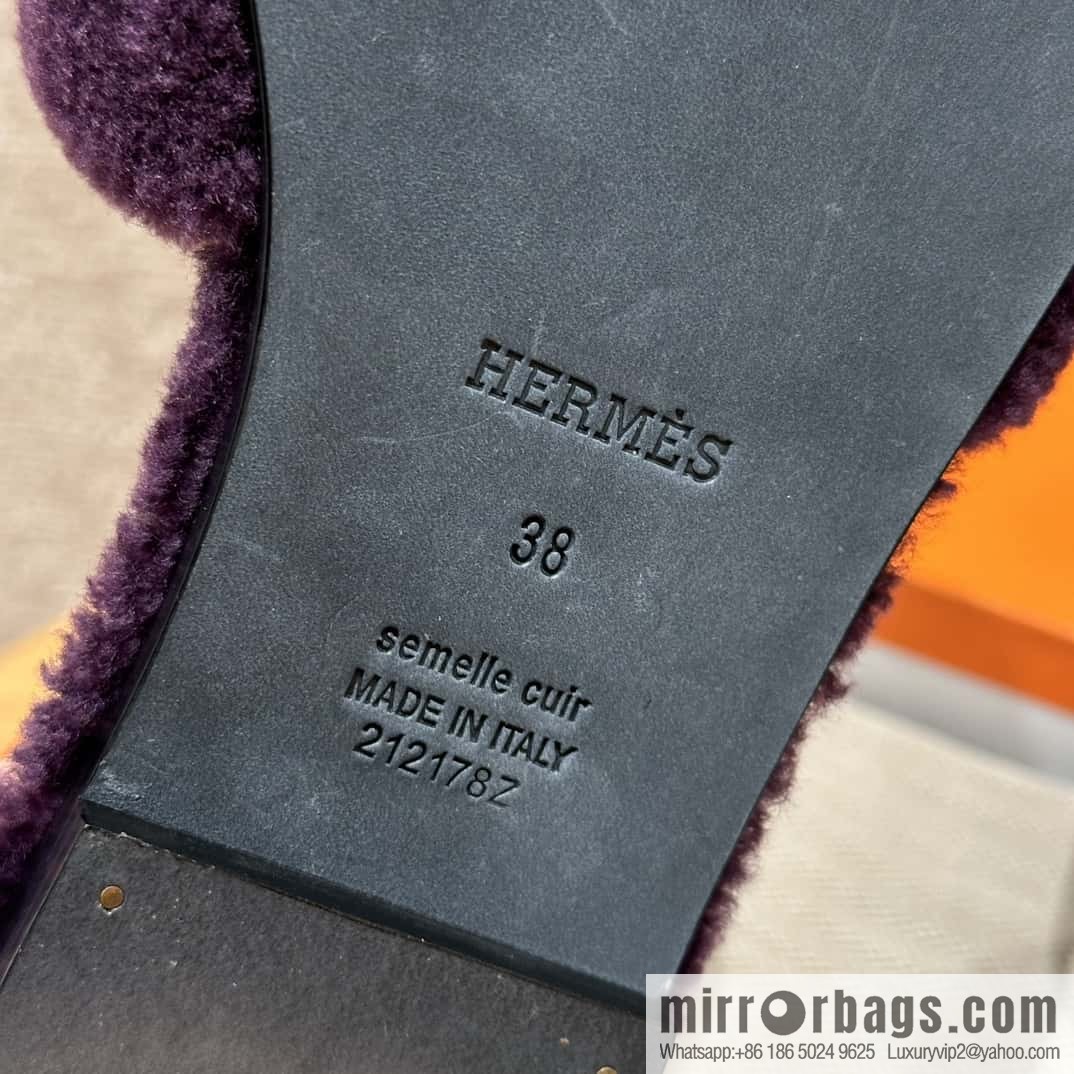 HERMÈS
38
semelle cuir
MADE IN ITALY
212178Z
mirrorbags.com
Whatsapp:+86 186 5024 9625 Luxuryvip2@yahoo.com